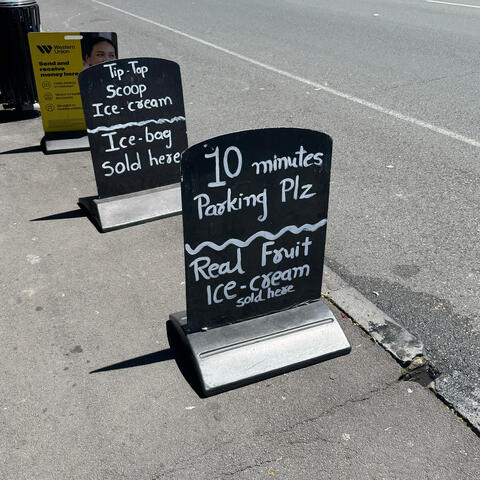 Western
Union
Send and
receive
money here
Tip-Top
Scoop
Ice-cream
Ice-bag
Sold here
10 minutes
Parking Plz
Real Fruit
Ice-cream
sold here